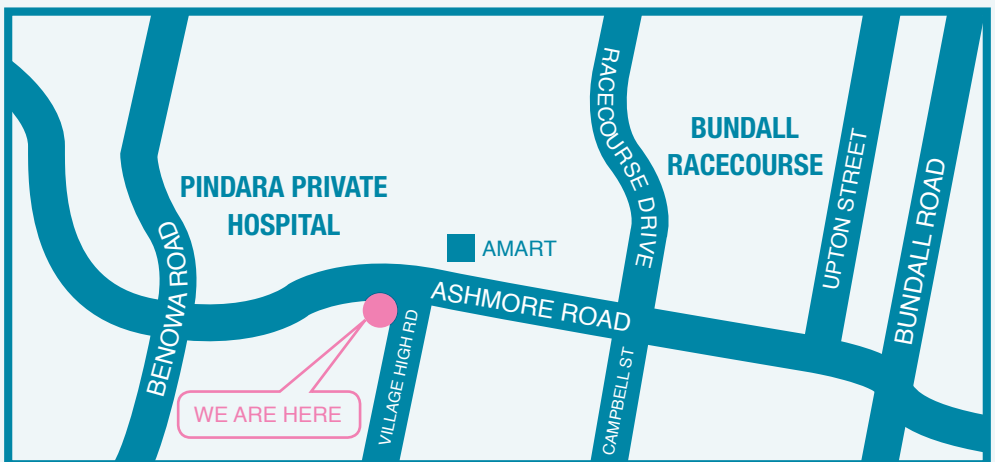 PINDARA PRIVATE
HOSPITAL
BUNDALL
RACECOURSE
RACECOURSE DRIVE
UPTON STREET
BUNDALL ROAD
BENOWA ROAD
AMART
ASHMORE ROAD
VILLAGE HIGH RD
CAMPBELL ST
WE ARE HERE